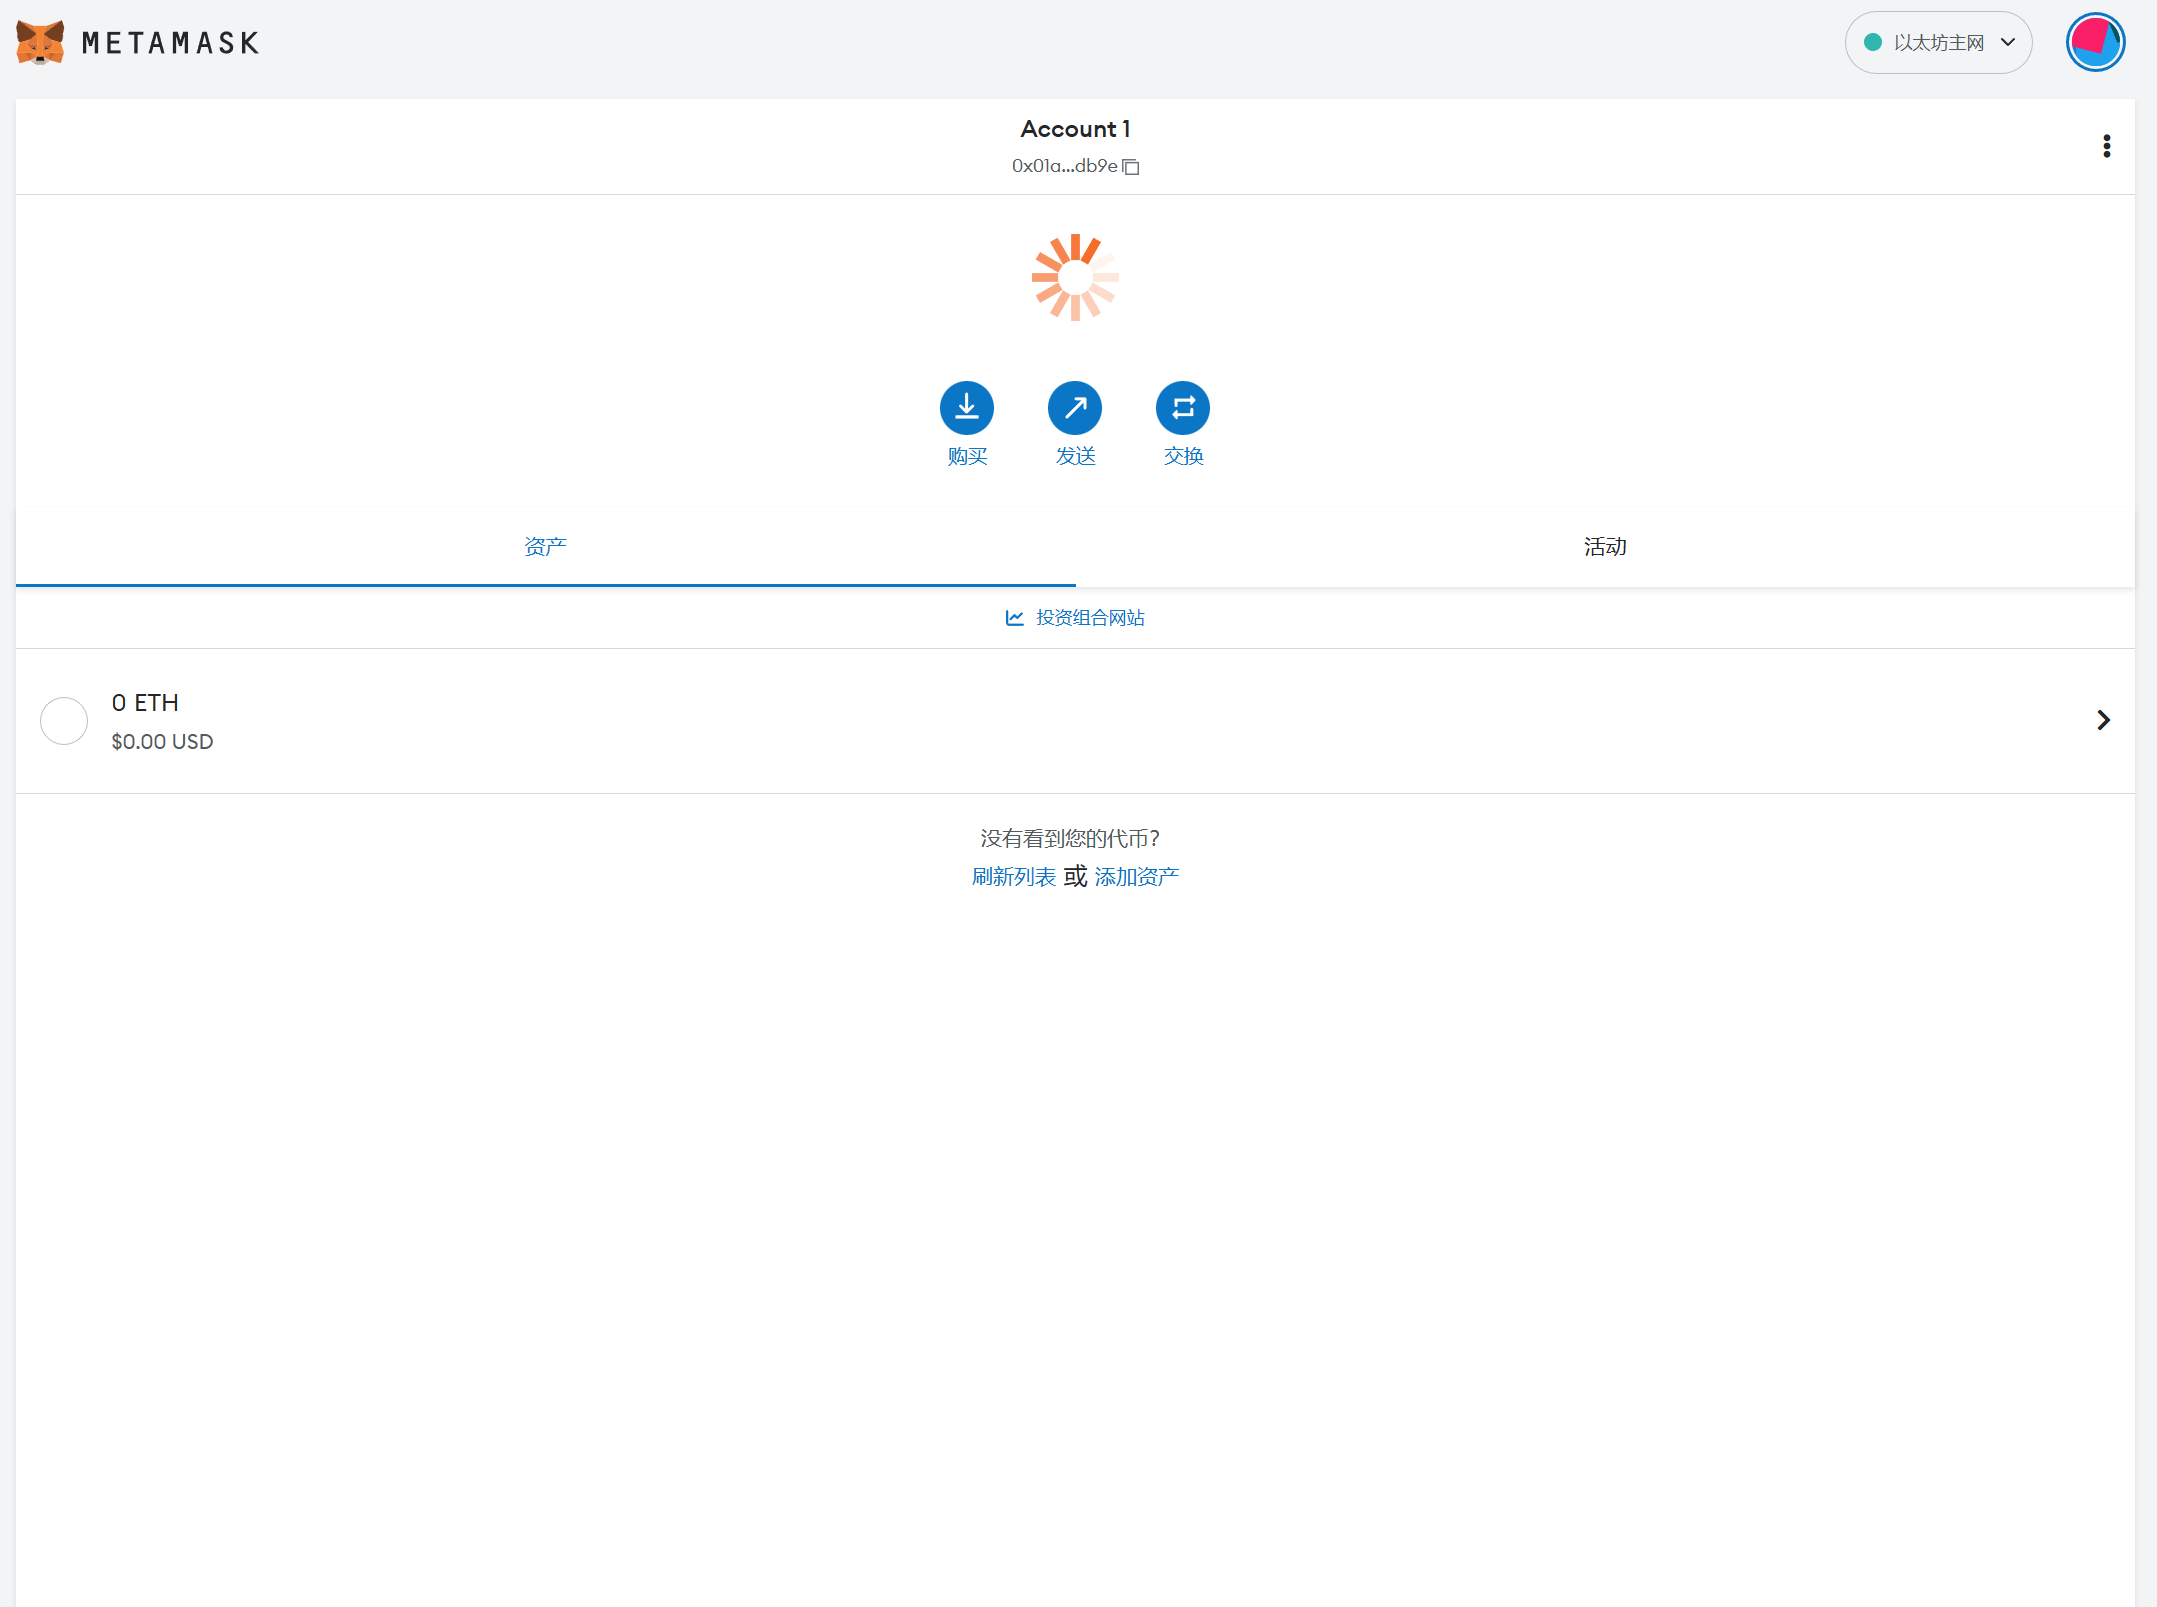 METAMASK
以太坊主网
Account 1
0x01a...db9e
购买
发送
交换
资产
活动
投资组合网站
0 ETH
$0.00 USD
没有看到您的代币?
刷新列表 或 添加资产